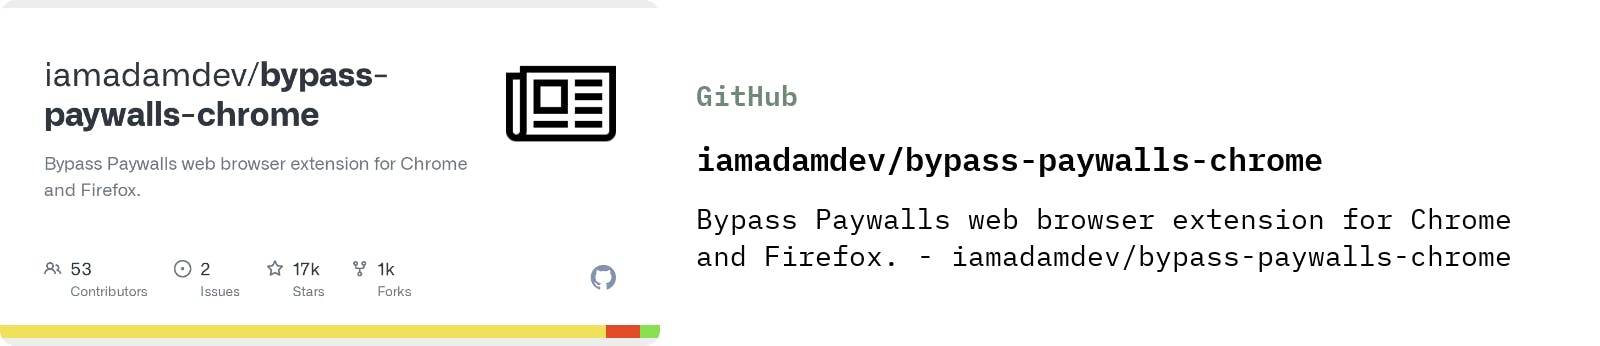 iamadamdev/bypass-
paywalls-chrome
Bypass Paywalls web browser extension for Chrome
and Firefox.
53
Contributors
2
Issues
17k
Stars
1k
Forks
GitHub
iamadamdev/bypass-paywalls-chrome
Bypass Paywalls web browser extension for Chrome
and Firefox. - iamadamdev/bypass-paywalls-chrome